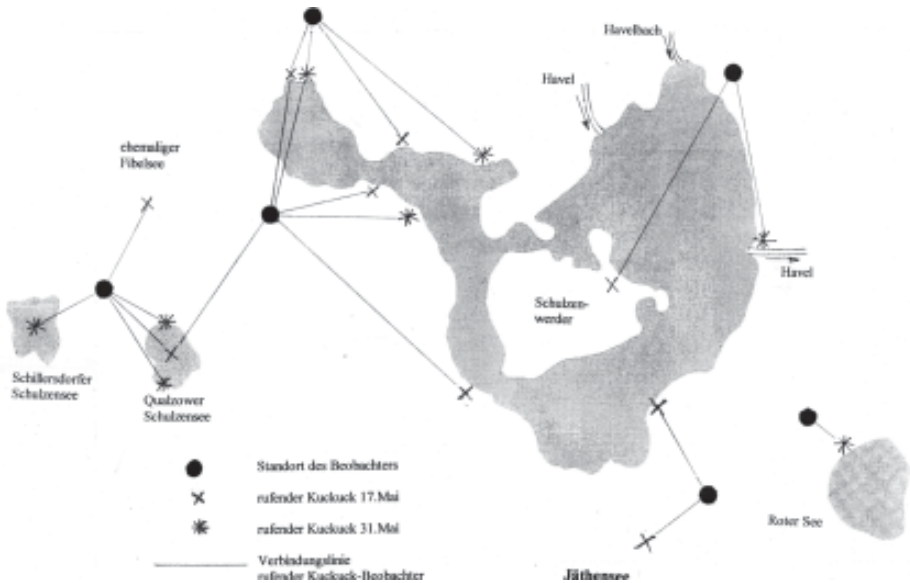 Havelbach
Havel
ehemaliger
Fibelsee
Havel
Schulzen-
werder
Schillersdorfer
Schulzensee
Qualzower
Schulzensee
Roter See
Standort des Beobachters
rufender Kuckuck 17.Mai
rufender Kuckuck 31.Mai
Verbindungslinie
rufender Kuckuck-Beobachter
Jäthensee